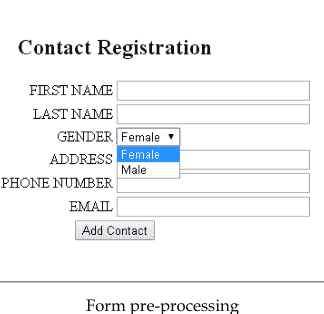 Contact Registration
FIRST NAME
LAST NAME
GENDER Female
Female
ADDRESS
Male
PHONE NUMBER
EMAIL
Add Contact
Form pre-processing